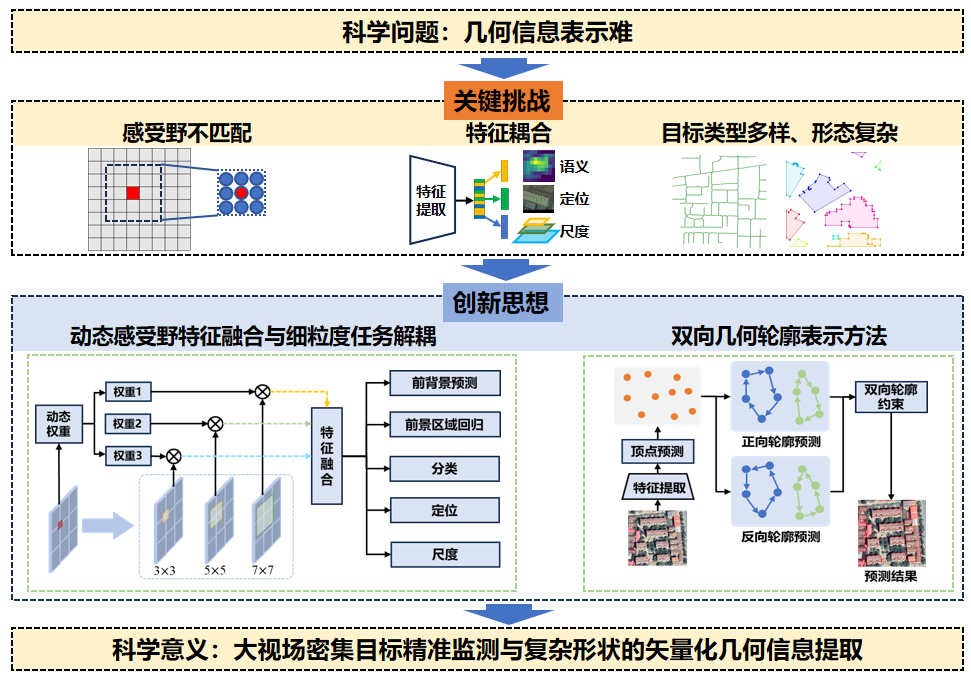 科学问题：几何信息表示难
关键挑战
感受野不匹配
特征耦合
目标类型多样、形态复杂
特征
提取
语义
定位
尺度
创新思想
动态感受野特征融合与细粒度任务解耦
双向几何轮廓表示方法
动态
权重
权重1
权重2
权重3
3×3
5×5
7×7
特征融合
前背景预测
前景区域回归
分类
定位
尺度
顶点预测
特征提取
正向轮廓预测
反向轮廓预测
双向轮廓
约束
预测结果
科学意义：大视场密集目标精准监测与复杂形状的矢量化几何信息提取